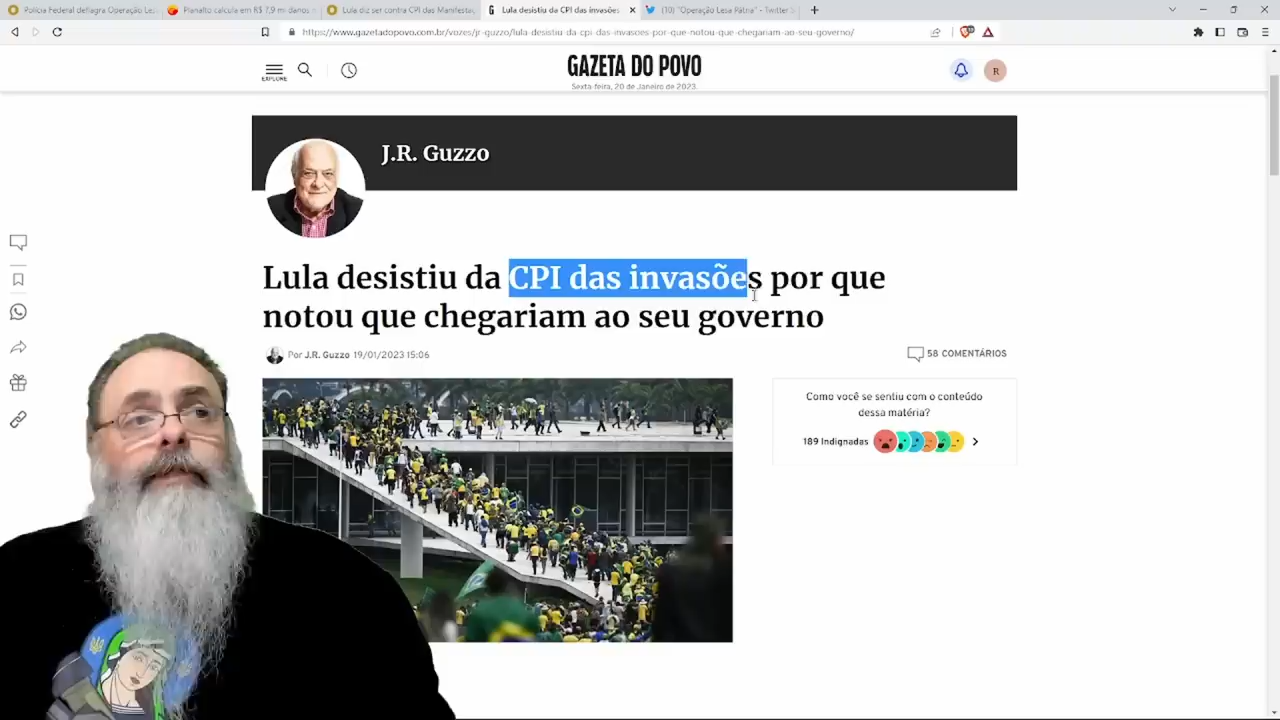 Polícia Federal deflagra Operação Les
Planalto calcula em R$ 7,9 mi danos
Lula diz ser contra CPI das Manifestaç
Lula desistiu da CPI das invasões
(10) "Operação Lesa Pátria" - Twitter S
https://www.gazetadopovo.com.br/vozes/jr-guzzo/lula-desistiu-da-cpi-das-invasoes-por-que-notou-que-chegariam-ao-seu-governo/
EXPLORE
GAZETA DO POVO
Sexta-feira, 20 de Janeiro de 2023.
R
J.R. Guzzo
Lula desistiu da CPI das invasões por que
notou que chegariam ao seu governo
Por J.R. Guzzo 19/01/2023 15:06
58 COMENTÁRIOS
Como você se sentiu com o conteúdo
dessa matéria?
189 Indignadas